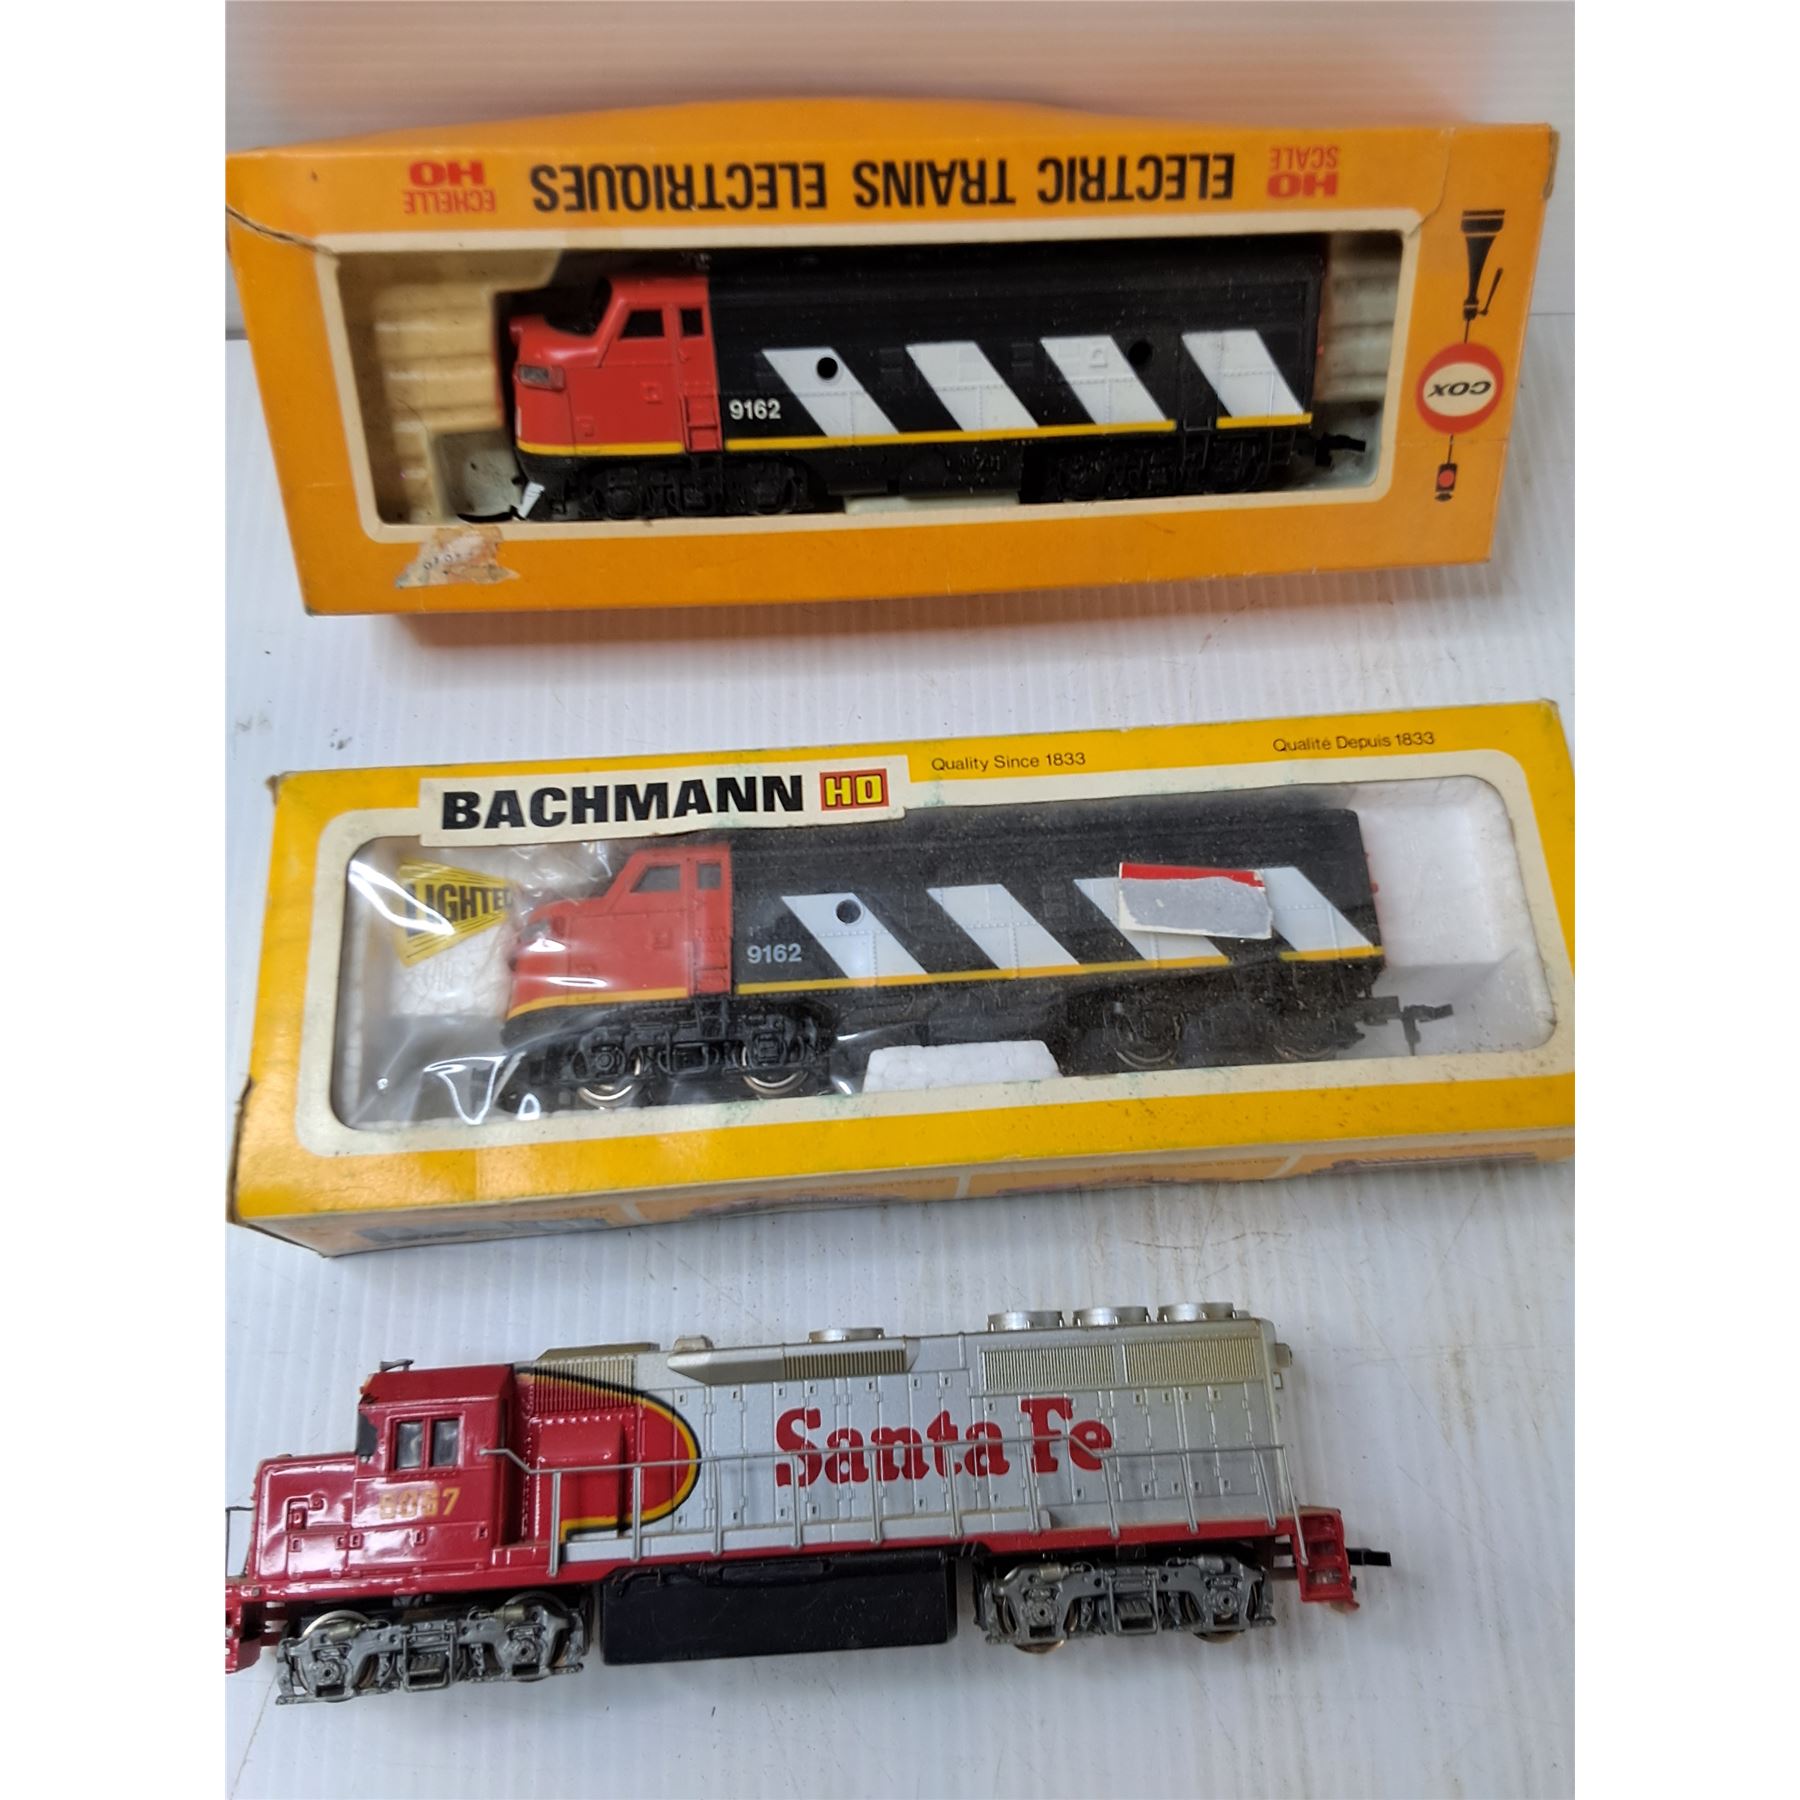 HO SCALE
ELECTRIC TRAINS ELECTRIQUES
ECHELLE HO
COX
9162
BACHMANN HO
Quality Since 1833
Qualité Depuis 1833
LIGHTED
9162
Santa Fe